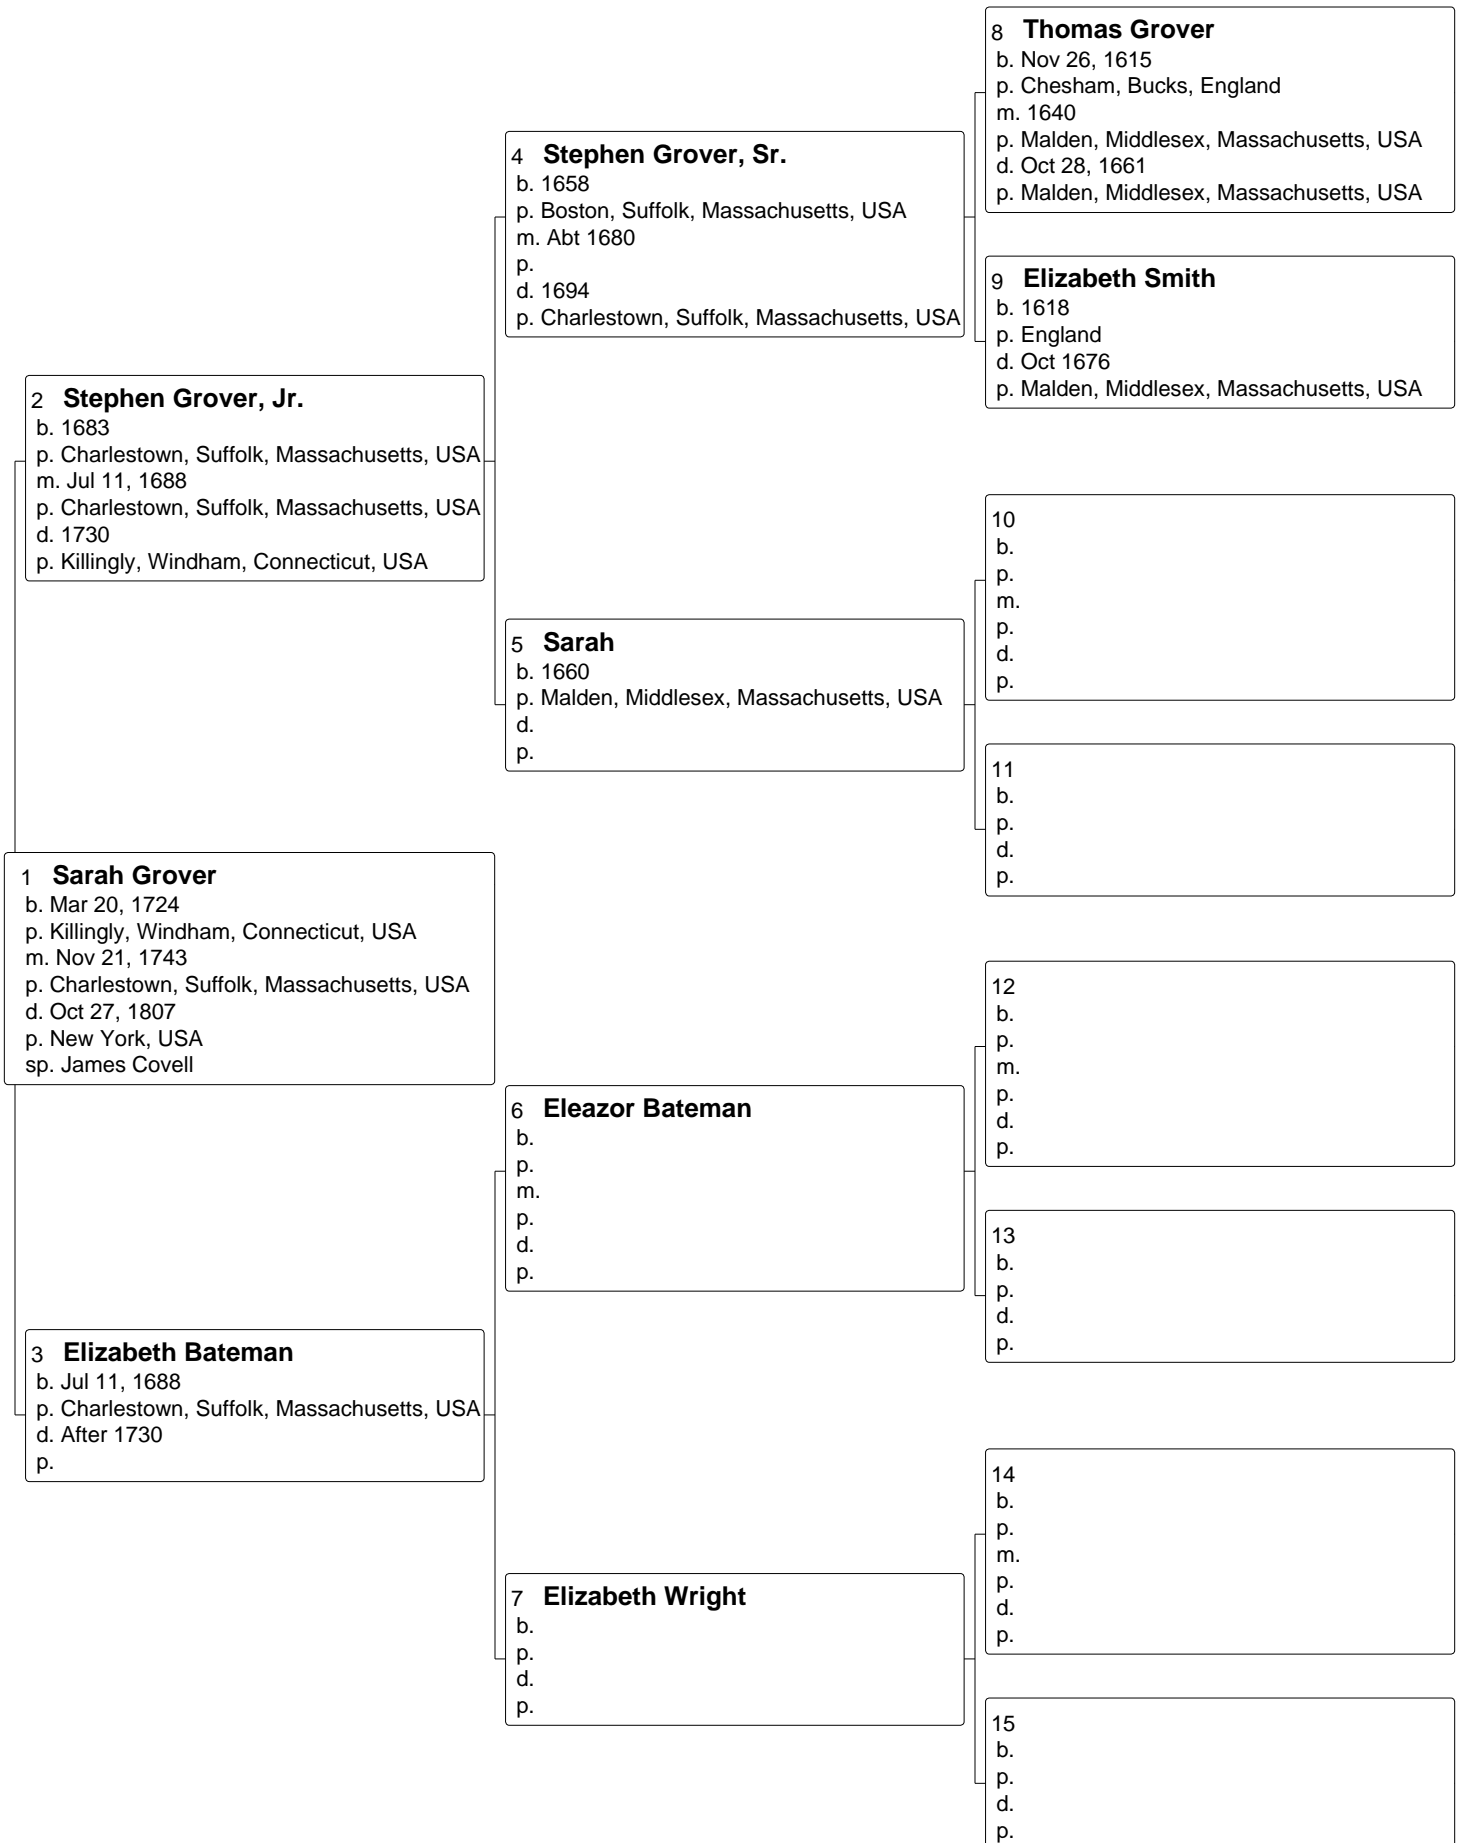 8 Thomas Grover
b. Nov 26, 1615
p. Chesham, Bucks, England
m. 1640
p. Malden, Middlesex, Massachusetts, USA
d. Oct 28, 1661
p. Malden, Middlesex, Massachusetts, USA
4 Stephen Grover, Sr.
b. 1658
p. Boston, Suffolk, Massachusetts, USA
m. Abt 1680
p.
d. 1694
p. Charlestown, Suffolk, Massachusetts, USA
9 Elizabeth Smith
b. 1618
p. England
d. Oct 1676
p. Malden, Middlesex, Massachusetts, USA
2 Stephen Grover, Jr.
b. 1683
p. Charlestown, Suffolk, Massachusetts, USA
m. Jul 11, 1688
p. Charlestown, Suffolk, Massachusetts, USA
d. 1730
p. Killingly, Windham, Connecticut, USA
10
b.
p.
m.
p.
d.
p.
5 Sarah
b. 1660
p. Malden, Middlesex, Massachusetts, USA
d.
p.
11
b.
p.
d.
p.
1 Sarah Grover
b. Mar 20, 1724
p. Killingly, Windham, Connecticut, USA
m. Nov 21, 1743
p. Charlestown, Suffolk, Massachusetts, USA
d. Oct 27, 1807
p. New York, USA
sp. James Covell
12
b.
p.
m.
p.
d.
p.
6 Eleazor Bateman
b.
p.
m.
p.
d.
p.
13
b.
p.
d.
p.
3 Elizabeth Bateman
b. Jul 11, 1688
p. Charlestown, Suffolk, Massachusetts, USA
d. After 1730
p.
14
b.
p.
m.
p.
d.
p.
7 Elizabeth Wright
b.
p.
d.
p.
15
b.
p.
d.
p.